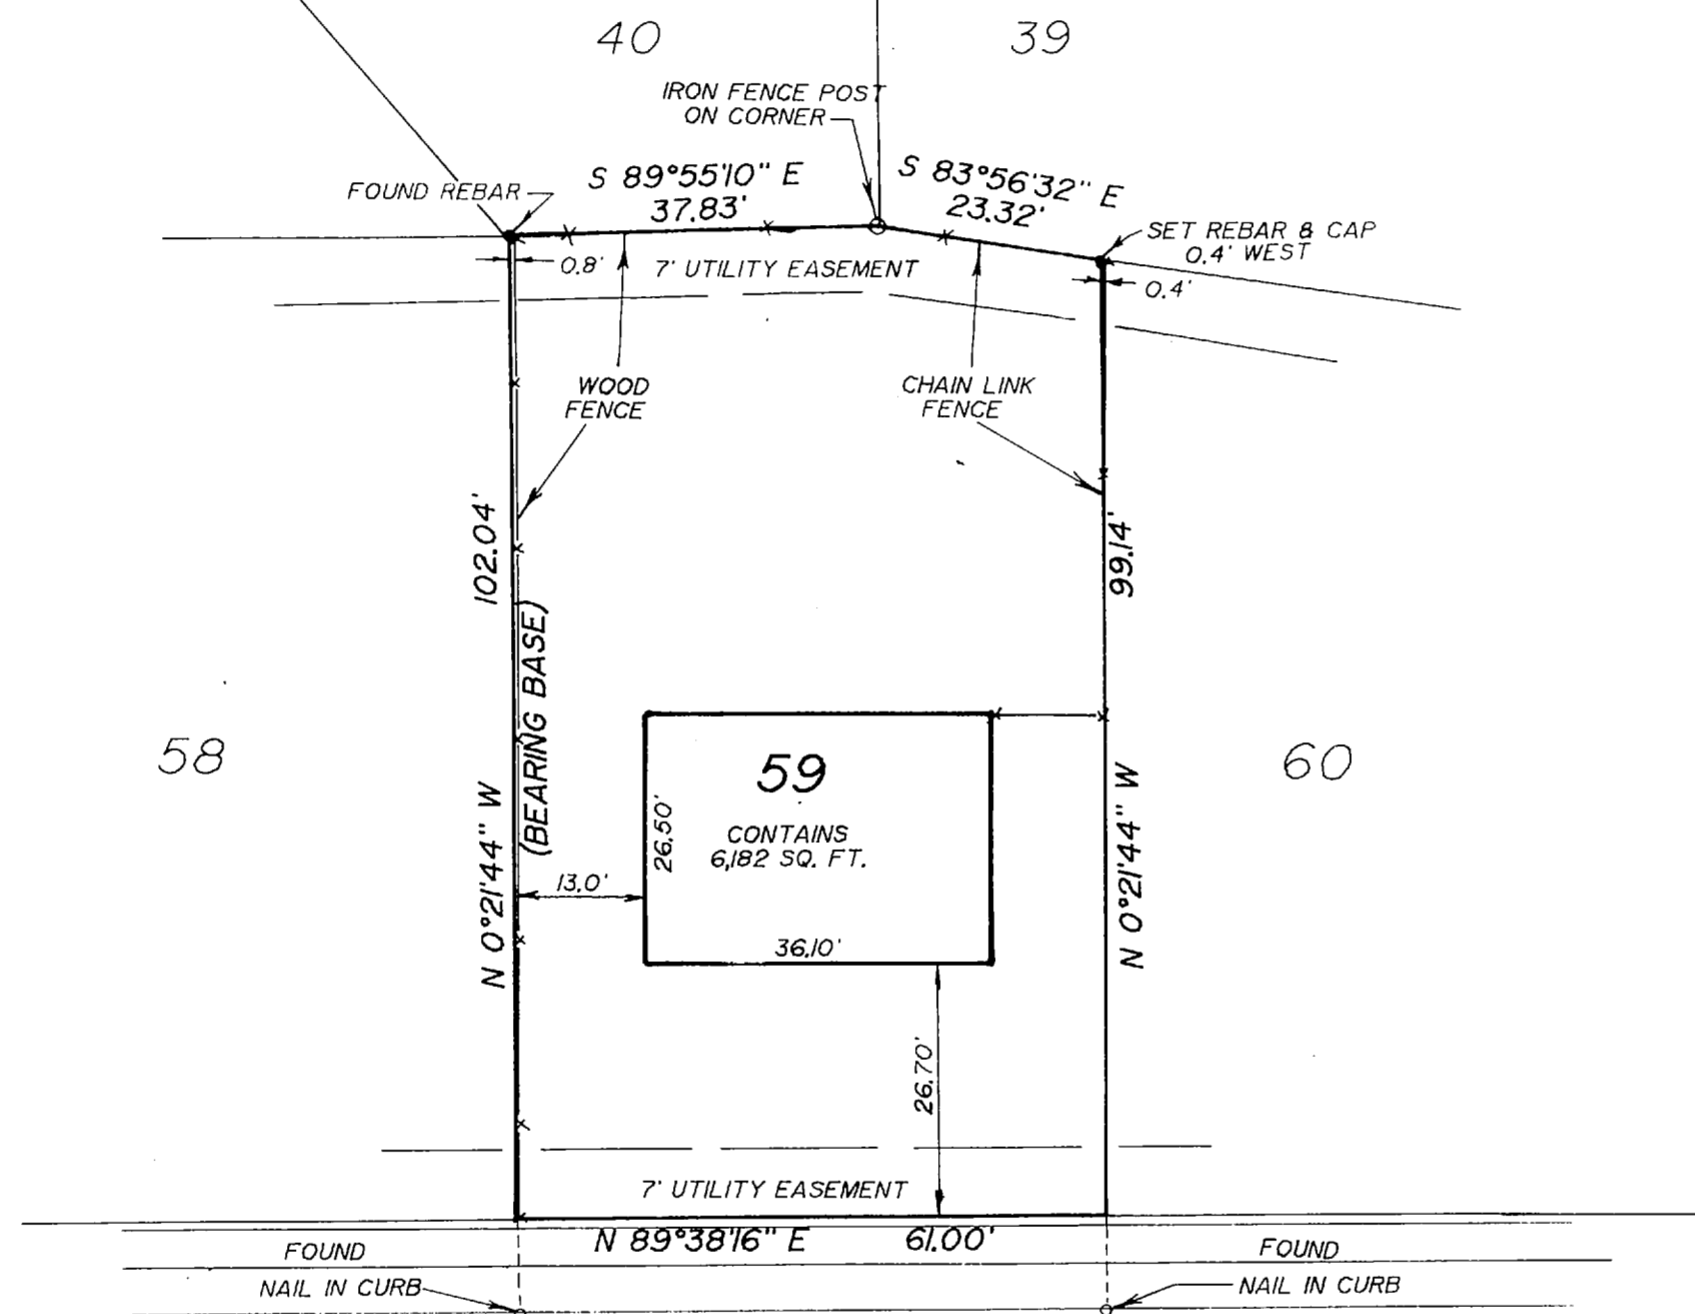 40
39
IRON FENCE POST
ON CORNER
S 89°55'10" E
37.83'
S 83°56'32" E
23.32'
FOUND REBAR
SET REBAR & CAP
0.4' WEST
0.8'
7' UTILITY EASEMENT
0.4'
WOOD
FENCE
CHAIN LINK
FENCE
102.04'
99.14'
(BEARING BASE)
58
59
60
CONTAINS
6,182 SQ. FT.
26.50'
13.0'
36.10'
N 0°21'44" W
N 0°21'44" W
26.70'
7' UTILITY EASEMENT
N 89°38'16" E 61.00'
FOUND
NAIL IN CURB
FOUND
NAIL IN CURB